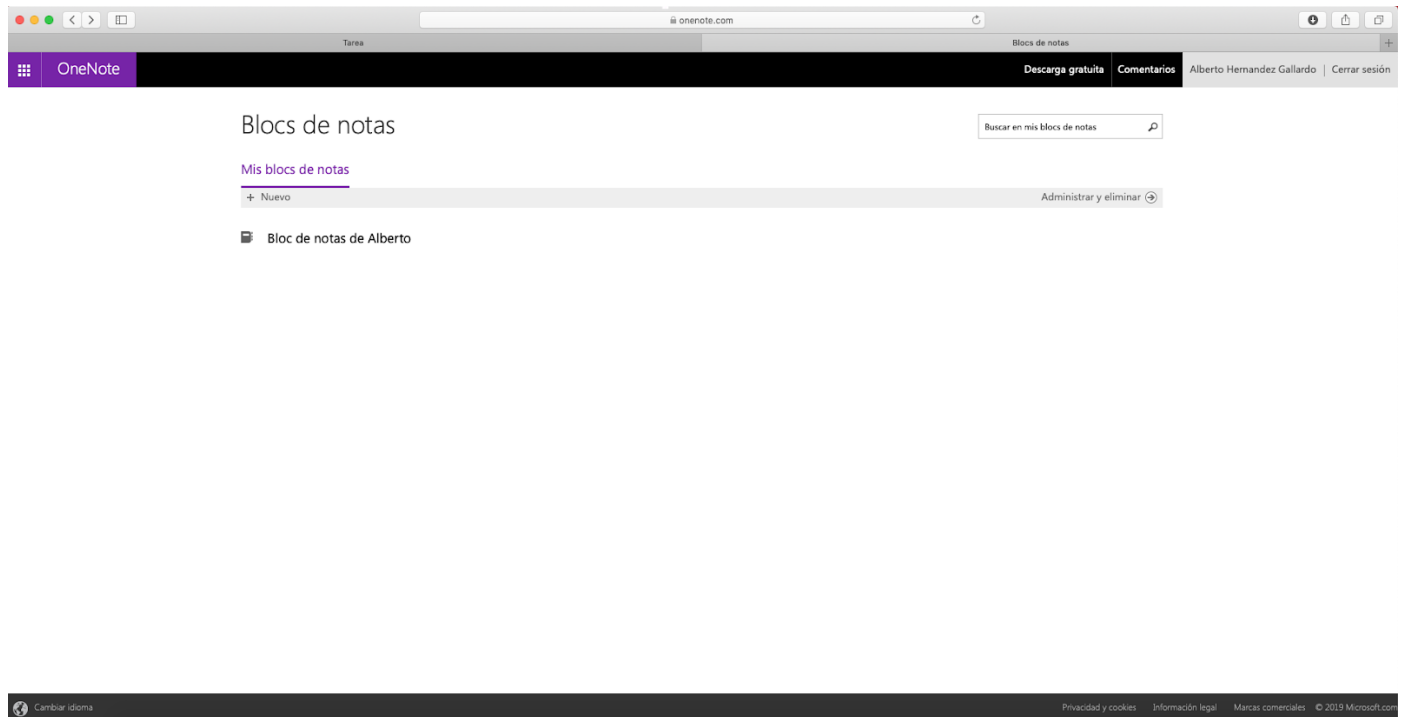 onenote.com
Tarea
Blocs de notas
OneNote
Descarga gratuita
Comentarios
Alberto Hernandez Gallardo | Cerrar sesión
Blocs de notas
Buscar en mis blocs de notas
Mis blocs de notas
+ Nuevo
Administrar y eliminar
Bloc de notas de Alberto
Cambiar idioma
Privacidad y cookies
Información legal
Marcas comerciales
© 2019 Microsoft.com